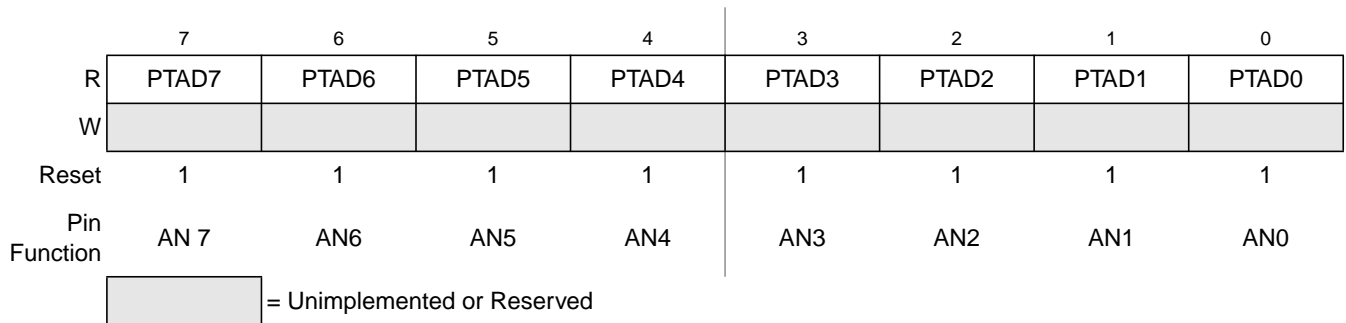 7 6 5 4 3 2 1 0
R PTAD7 PTAD6 PTAD5 PTAD4 PTAD3 PTAD2 PTAD1 PTAD0
W
Reset 1 1 1 1 1 1 1 1
Pin
Function AN 7 AN6 AN5 AN4 AN3 AN2 AN1 AN0
= Unimplemented or Reserved